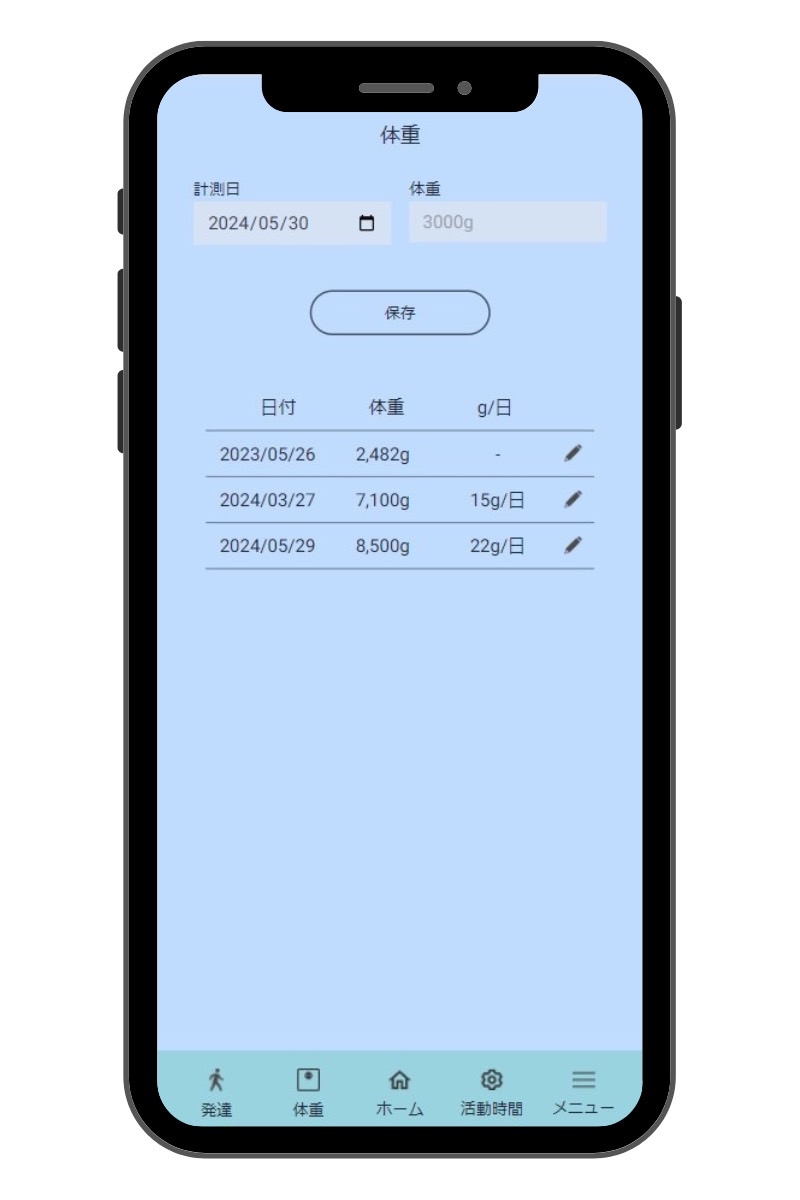 体重
計測日 体重
2024/05/30 3000g
保存
日付 体重 g/日
2023/05/26 2,482g -
2024/03/27 7,100g 15g/日
2024/05/29 8,500g 22g/日
発達 体重 ホーム 活動時間 メニュー